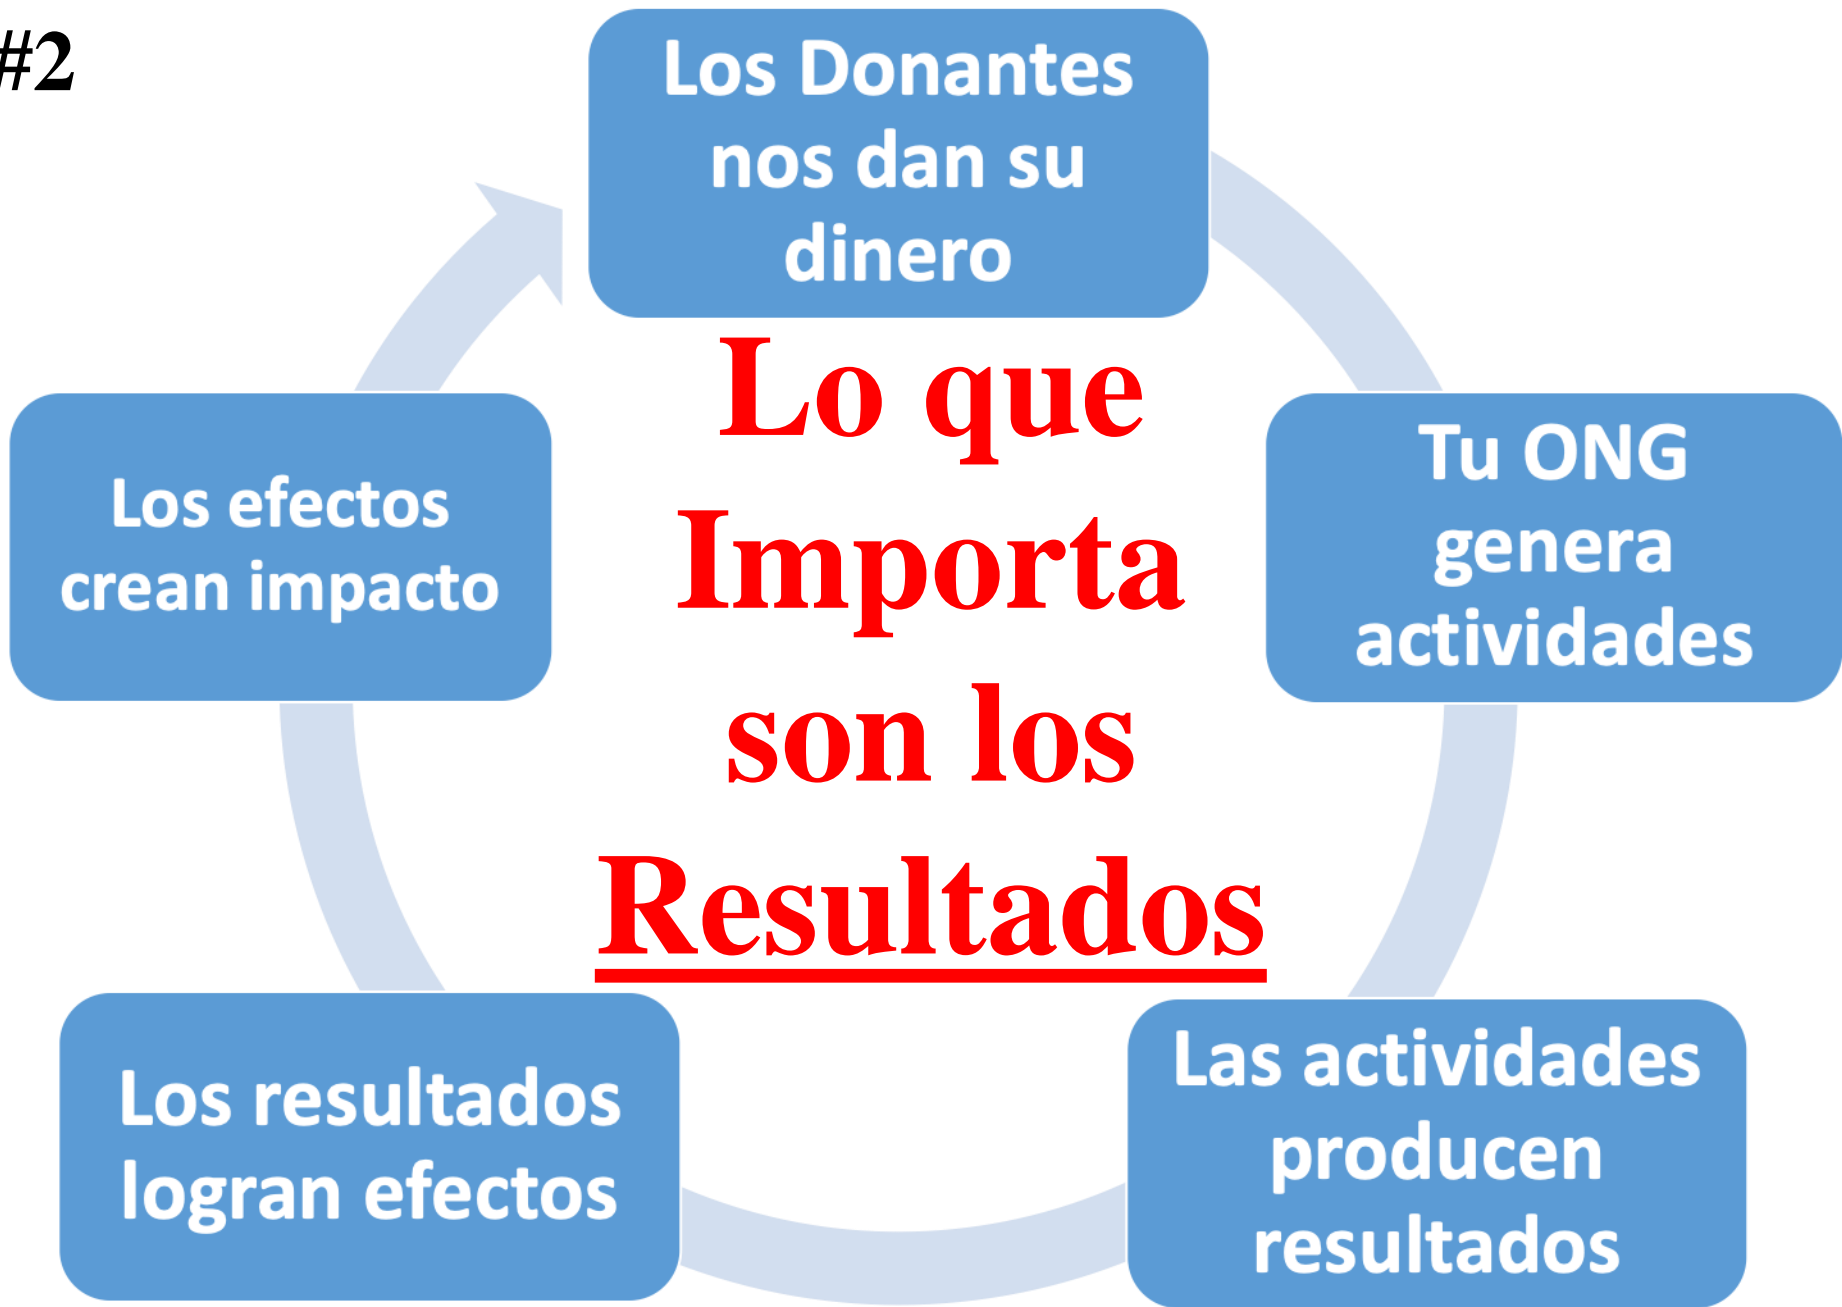 #2
Los Donantes
nos dan su
dinero
Tu ONG
genera
actividades
Las actividades
producen
resultados
Los resultados
logran efectos
Los efectos
crean impacto
Lo que
Importa
son los
Resultados